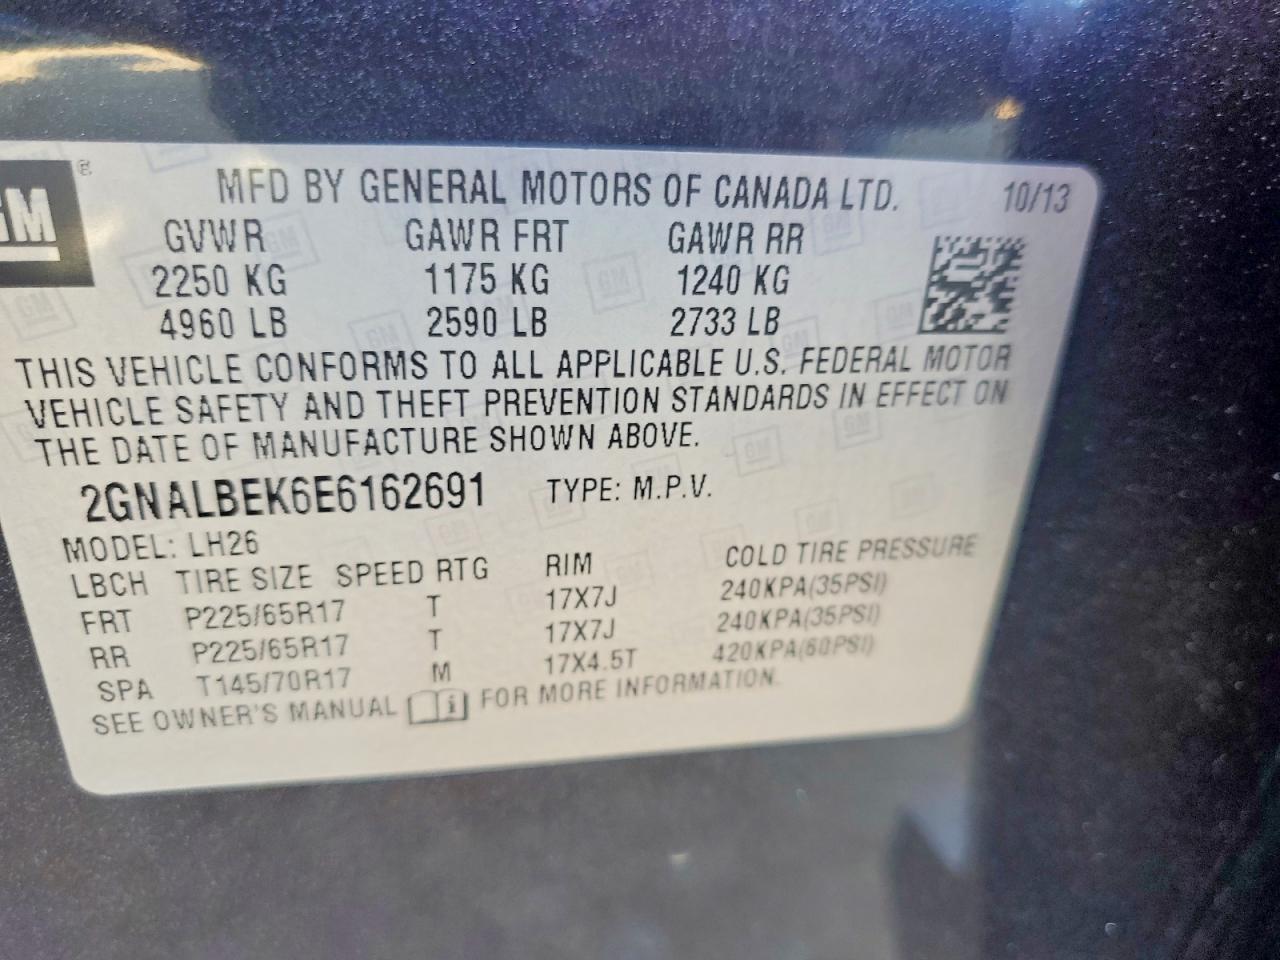 GM ®
MFD BY GENERAL MOTORS OF CANADA LTD. 10/13
GVWR GAWR FRT GAWR RR
2250 KG 1175 KG 1240 KG
4960 LB 2590 LB 2733 LB
THIS VEHICLE CONFORMS TO ALL APPLICABLE U.S. FEDERAL MOTOR
VEHICLE SAFETY AND THEFT PREVENTION STANDARDS IN EFFECT ON
THE DATE OF MANUFACTURE SHOWN ABOVE.
2GNALBEK6E6162691 TYPE: M.P.V.
MODEL: LH26
LBCH TIRE SIZE SPEED RTG RIM COLD TIRE PRESSURE
FRT P225/65R17 T 17X7J 240KPA(35PSI)
RR P225/65R17 T 17X7J 240KPA(35PSI)
SPA T145/70R17 M 17X4.5T 420KPA(60PSI)
SEE OWNER'S MANUAL i FOR MORE INFORMATION.